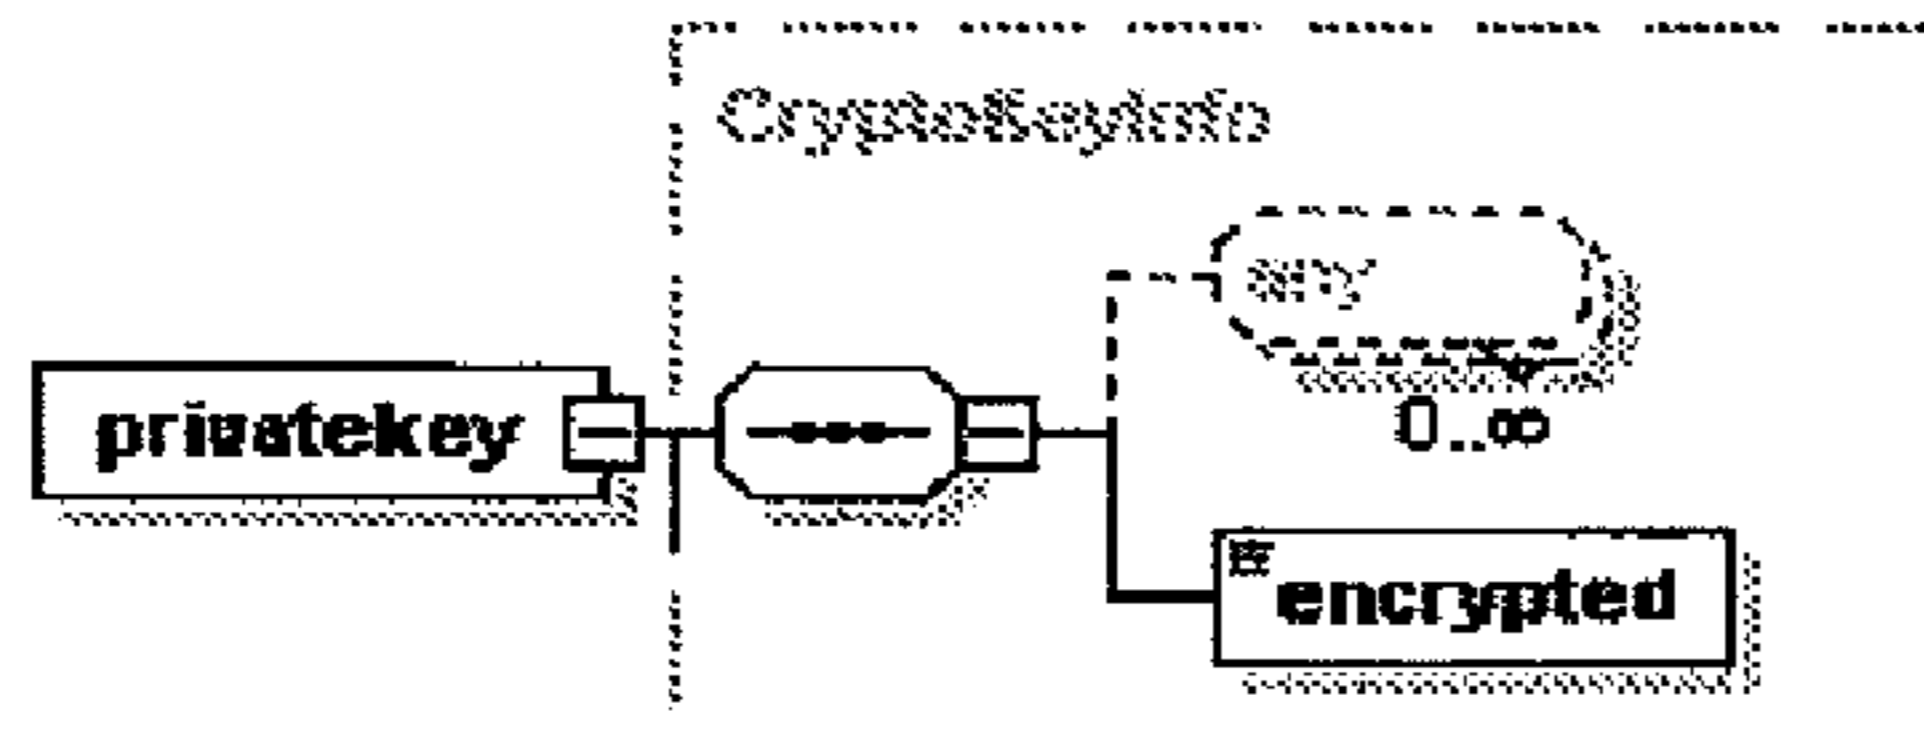 CryptoKeyInfo
any
privatekey
0..∞
encrypted